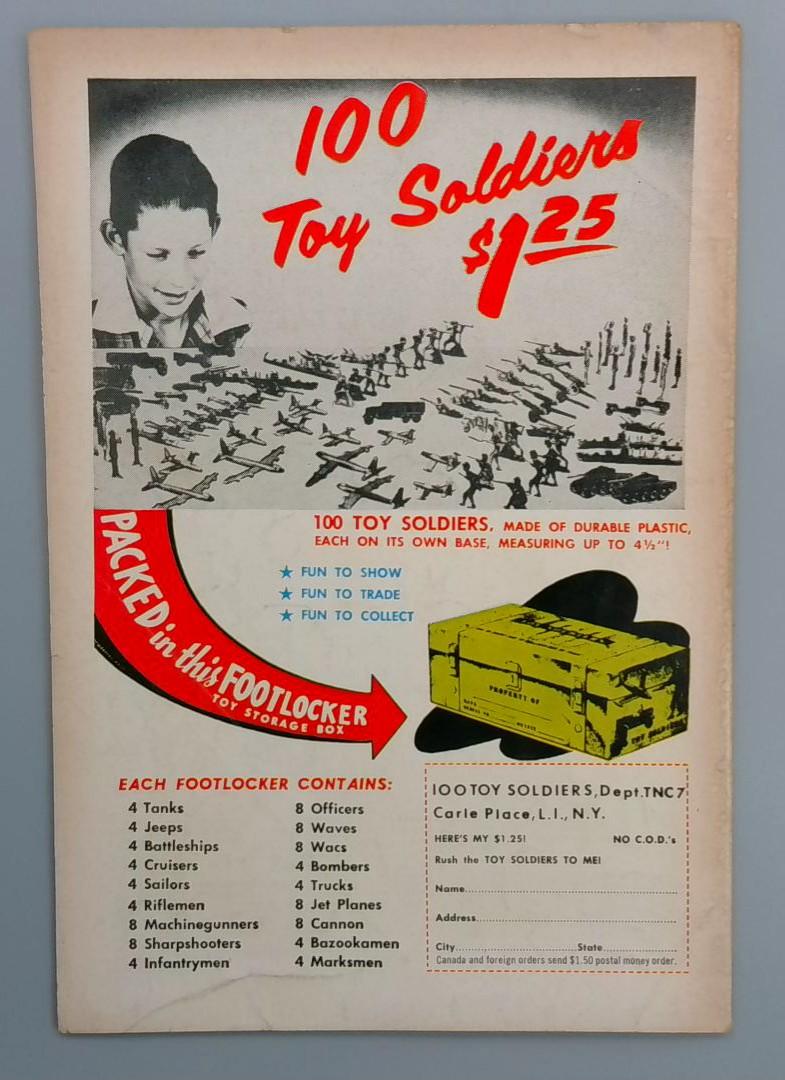 100
Toy Soldiers
$1.25
100 TOY SOLDIERS, MADE OF DURABLE PLASTIC,
EACH ON ITS OWN BASE, MEASURING UP TO 4½"!
★ FUN TO SHOW
★ FUN TO TRADE
★ FUN TO COLLECT
PACKED in this FOOTLOCKER
TOY STORAGE BOX
PROPERTY OF
TOY SOLDIERS
EACH FOOTLOCKER CONTAINS:
4 Tanks
4 Jeeps
4 Battleships
4 Cruisers
4 Sailors
4 Riflemen
8 Machinegunners
8 Sharpshooters
4 Infantrymen
8 Officers
8 Waves
8 Wacs
4 Bombers
4 Trucks
8 Jet Planes
8 Cannon
4 Bazookamen
4 Marksmen
100 TOY SOLDIERS, Dept. TNC7
Carle Place, L.I., N.Y.
HERE'S MY $1.25! NO C.O.D.'s
Rush the TOY SOLDIERS TO ME!
Name
Address
City State
Canada and foreign orders send $1.50 postal money order.